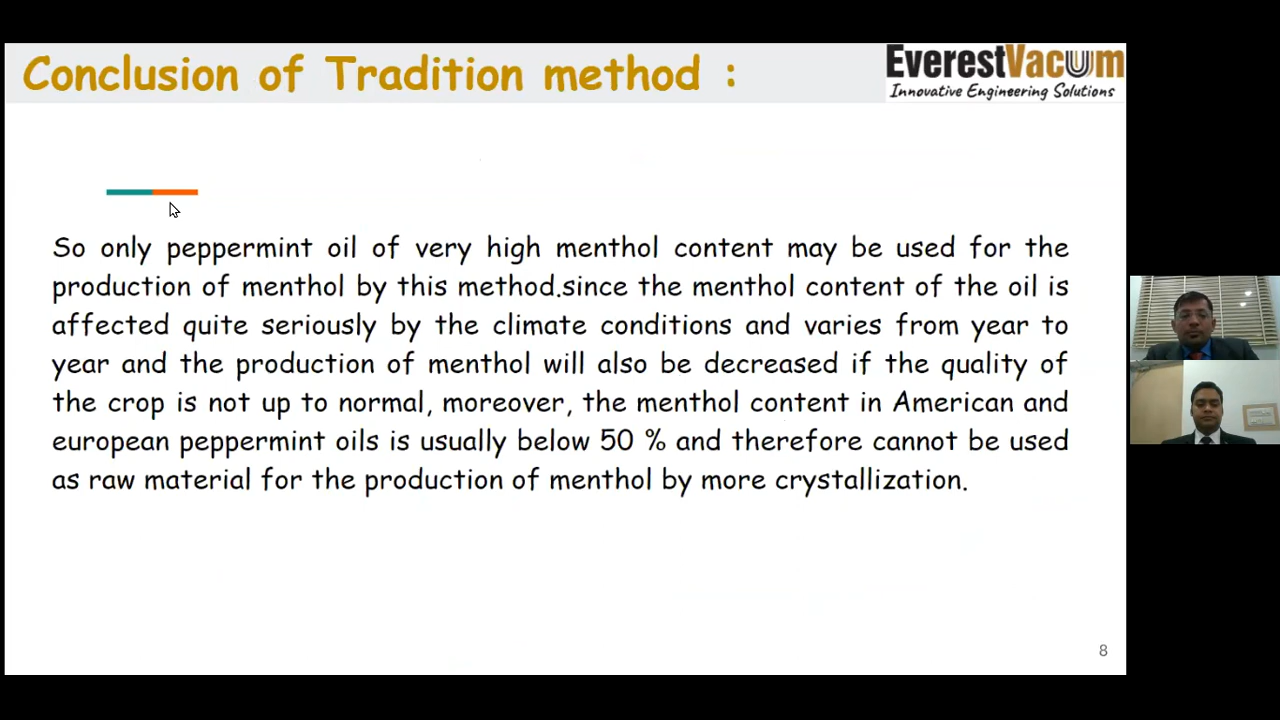 Conclusion of Tradition method :
EverestVacuum
Innovative Engineering Solutions
So only peppermint oil of very high menthol content may be used for the
production of menthol by this method.since the menthol content of the oil is
affected quite seriously by the climate conditions and varies from year to
year and the production of menthol will also be decreased if the quality of
the crop is not up to normal, moreover, the menthol content in American and
european peppermint oils is usually below 50 % and therefore cannot be used
as raw material for the production of menthol by more crystallization.
8